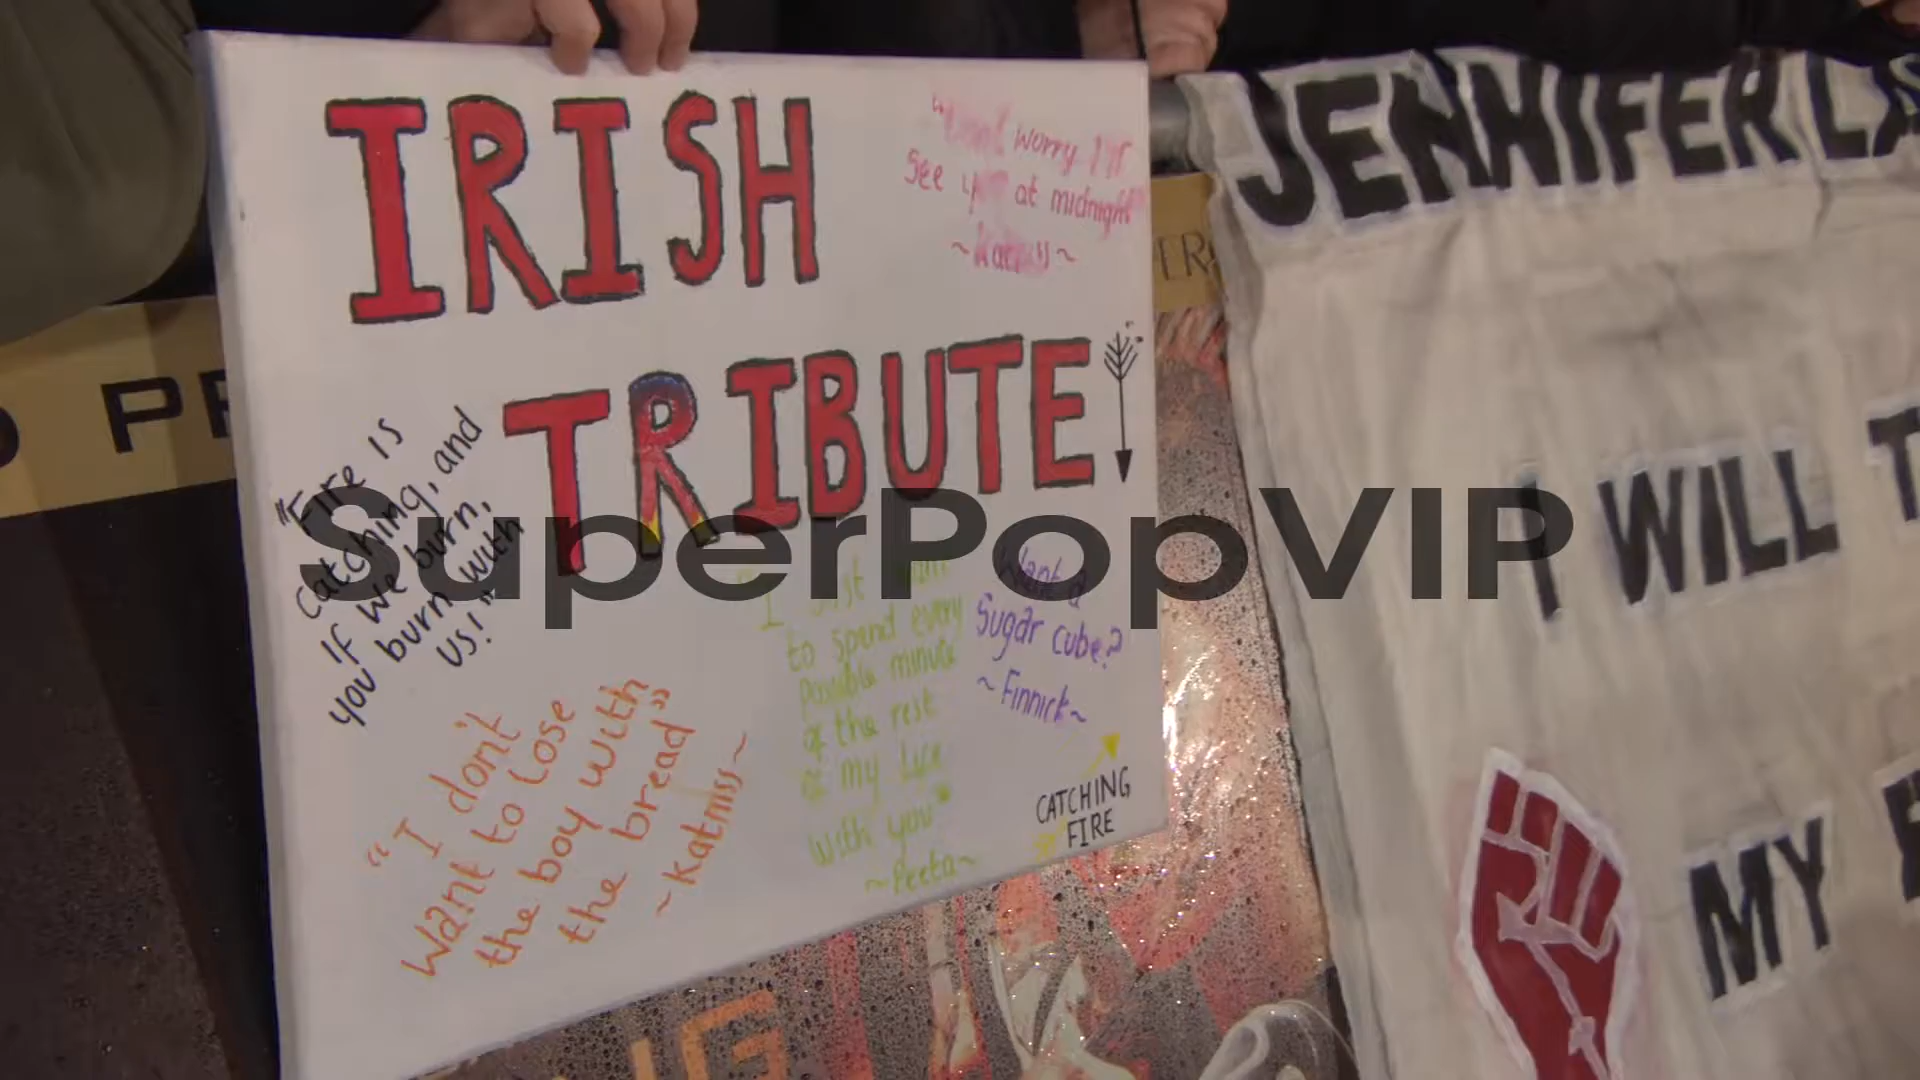 IRISH
TRIBUTE
worry I'll
see you at midnight
"Fire is
catching, and
if we burn,
you burn with
us!"
"I don't
want to lose
the boy with
the bread"
~Katniss~
I
to spend every
possible minute
of the rest
of my life
with you"
~Peeta~
Want a
Sugar cube?
~Finnick~
CATCHING
FIRE
JENNIFER LA
I WILL T
MY
P
NG
SuperPopVIP